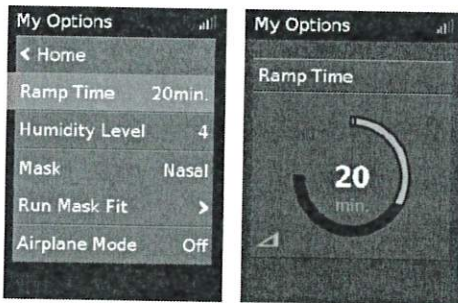 My Options
< Home
Ramp Time 20min.
Humidity Level 4
Mask Nasal
Run Mask Fit >
Airplane Mode Off
My Options
Ramp Time
20
min.